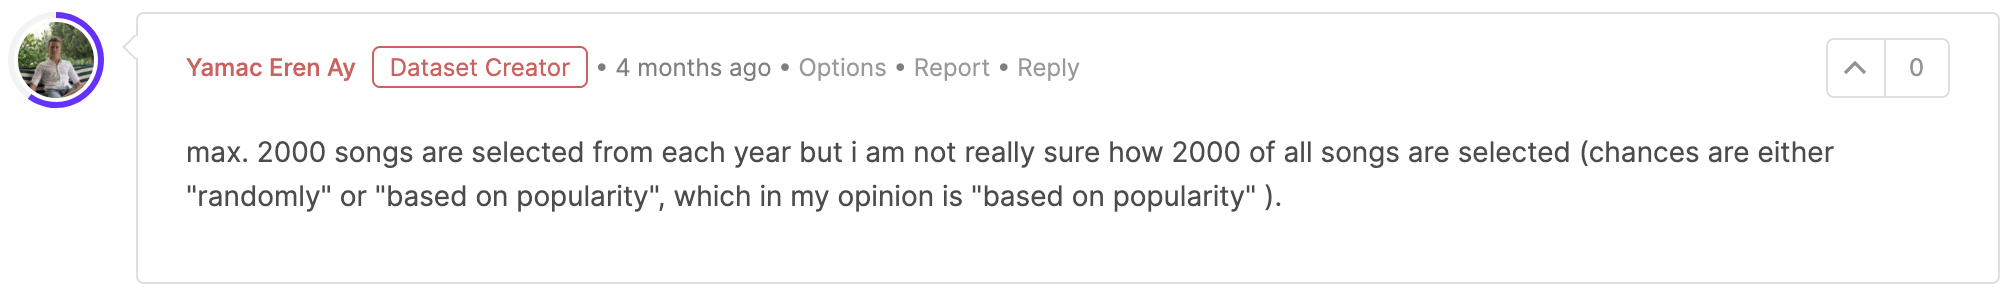 Yamac Eren Ay Dataset Creator • 4 months ago • Options • Report • Reply 0
max. 2000 songs are selected from each year but i am not really sure how 2000 of all songs are selected (chances are either
"randomly" or "based on popularity", which in my opinion is "based on popularity" ).